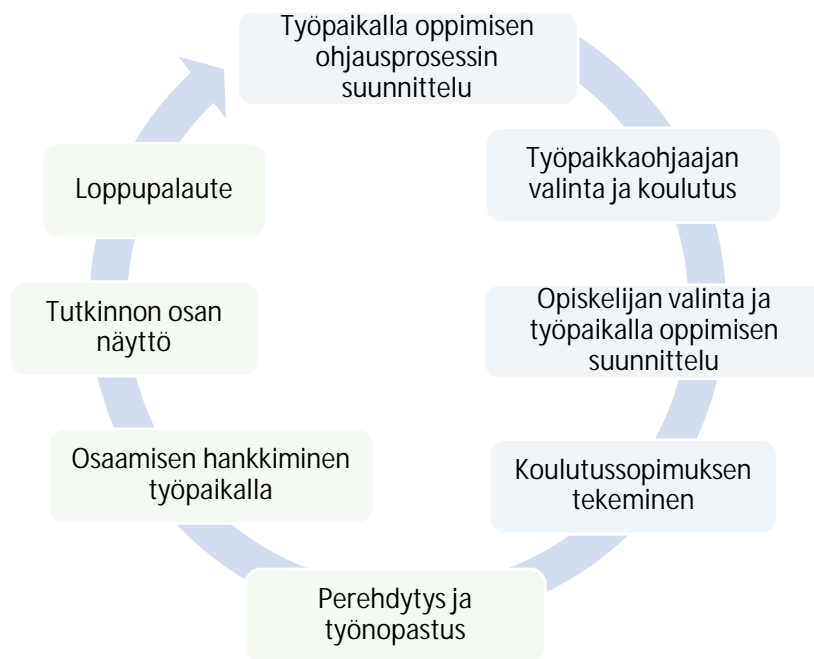 Työpaikalla oppimisen
ohjausprosessin
suunnittelu
Työpaikkaohjaajan
valinta ja koulutus
Opiskelijan valinta ja
työpaikalla oppimisen
suunnittelu
Koulutussopimuksen
tekeminen
Perehdytys ja
työnopastus
Osaamisen hankkiminen
työpaikalla
Tutkinnon osan
näyttö
Loppupalaute